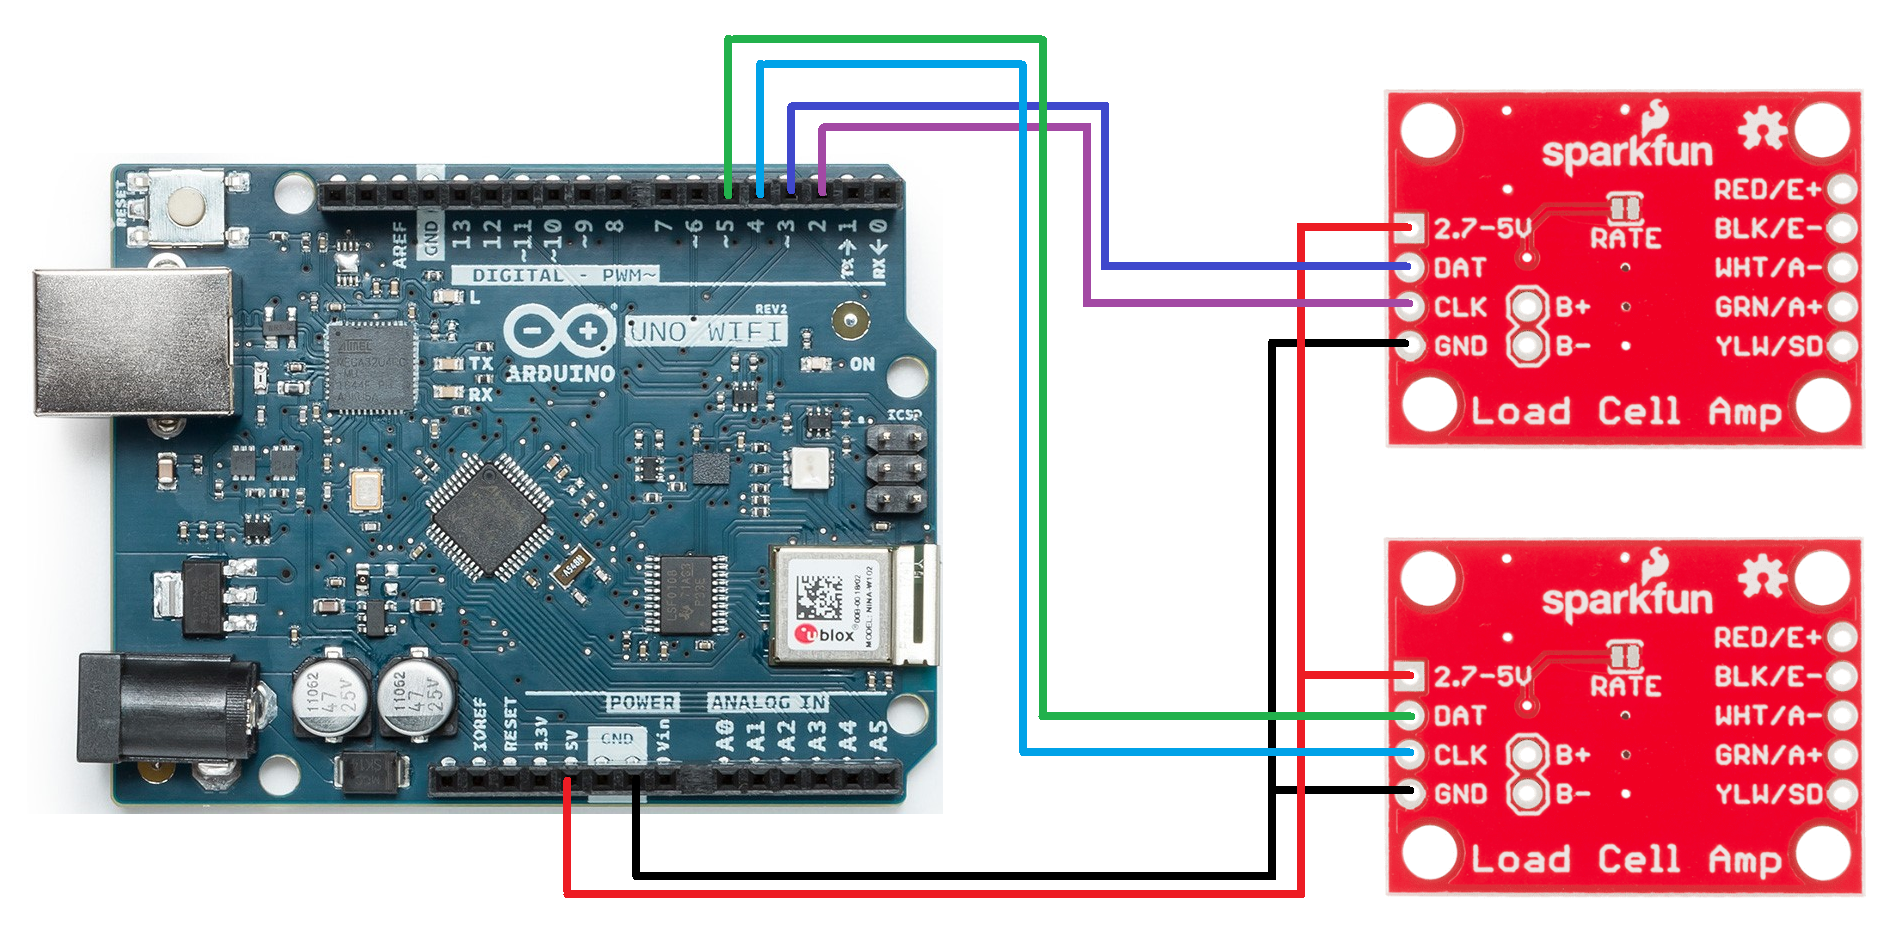 RESET
AREF
GND
13
12
~11
~10
~9
8
7
~6
~5
4
~3
2
TX→1
RX←0
DIGITAL - PWM~
L
REV2
UNO WIFI
ARDUINO
TX
RX
ON
ICSP
ublox
MODEL: NINA-W102
11062
47
25V
11062
47
25V
POWER
ANALOG IN
IOREF
RESET
3.3V
5V
GND
Vin
A0
A1
A2
A3
A4
A5
sparkfun
RED/E+
2.7-5V
RATE
BLK/E-
DAT
WHT/A-
CLK
B+
GRN/A+
GND
B-
YLW/SD
Load Cell Amp
sparkfun
RED/E+
2.7-5V
RATE
BLK/E-
DAT
WHT/A-
CLK
B+
GRN/A+
GND
B-
YLW/SD
Load Cell Amp